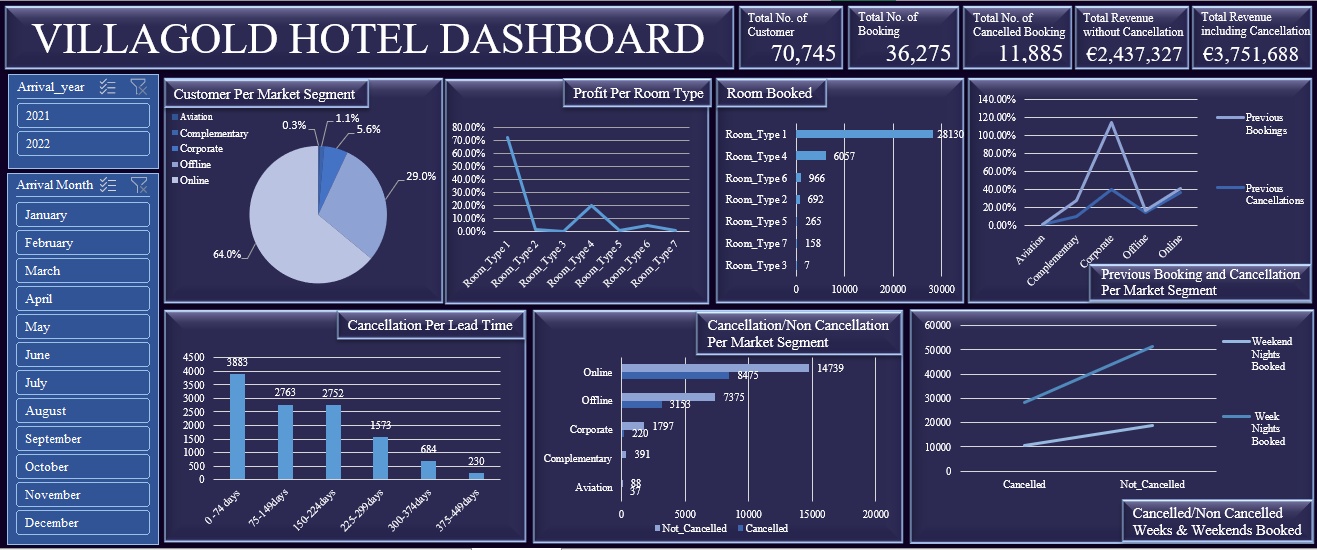 VILLAGOLD HOTEL DASHBOARD
Total No. of
Customer
70,745
Total No. of
Booking
36,275
Total No. of
Cancelled Booking
11,885
Total Revenue
without Cancellation
€2,437,327
Total Revenue
including Cancellation
€3,751,688
Arrival_year
2021
2022
Arrival Month
January
February
March
April
May
June
July
August
September
October
November
December
Customer Per Market Segment
Aviation
Complementary
Corporate
Offline
Online
0.3%
1.1%
5.6%
29.0%
64.0%
Profit Per Room Type
80.00%
70.00%
60.00%
50.00%
40.00%
30.00%
20.00%
10.00%
0.00%
Room_Type 1
Room_Type 2
Room_Type 3
Room_Type 4
Room_Type 5
Room_Type 6
Room_Type 7
Room Booked
Room_Type 1 28130
Room_Type 4 6057
Room_Type 6 966
Room_Type 2 692
Room_Type 5 265
Room_Type 7 158
Room_Type 3 7
0 10000 20000 30000
140.00%
120.00%
100.00%
80.00%
60.00%
40.00%
20.00%
0.00%
Aviation
Complementary
Corporate
Offline
Online
Previous
Bookings
Previous
Cancellations
Previous Booking and Cancellation
Per Market Segment
Cancellation Per Lead Time
4500
4000
3500
3000
2500
2000
1500
1000
500
0
3883
2763
2752
1573
684
230
0 -74 days
75-149days
150-224days
225-299days
300-374days
375-449days
Cancellation/Non Cancellation
Per Market Segment
Online 14739
8475
Offline 7375
3153
Corporate 1797
220
Complementary 391
Aviation 88
37
0 5000 10000 15000 20000
Not_Cancelled Cancelled
60000
50000
40000
30000
20000
10000
0
Cancelled Not_Cancelled
Weekend
Nights
Booked
Week
Nights
Booked
Cancelled/Non Cancelled
Weeks & Weekends Booked